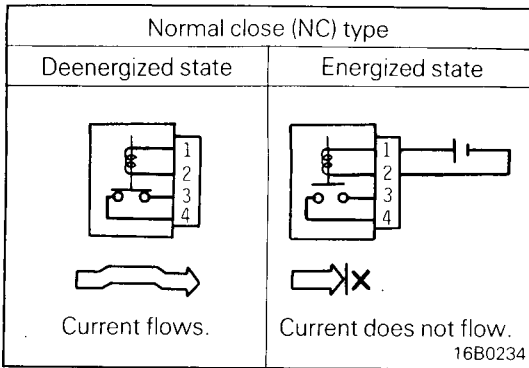 Normal close (NC) type
Deenergized state
Energized state
1
2
3
4
1
2
3
4
Current flows.
Current does not flow.
16B0234